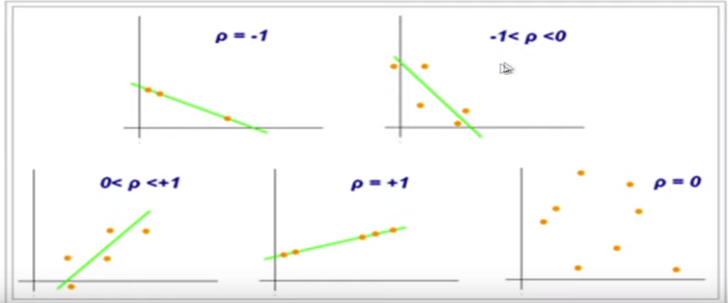 ρ = -1
-1< ρ <0
0< ρ <+1
ρ = +1
ρ = 0